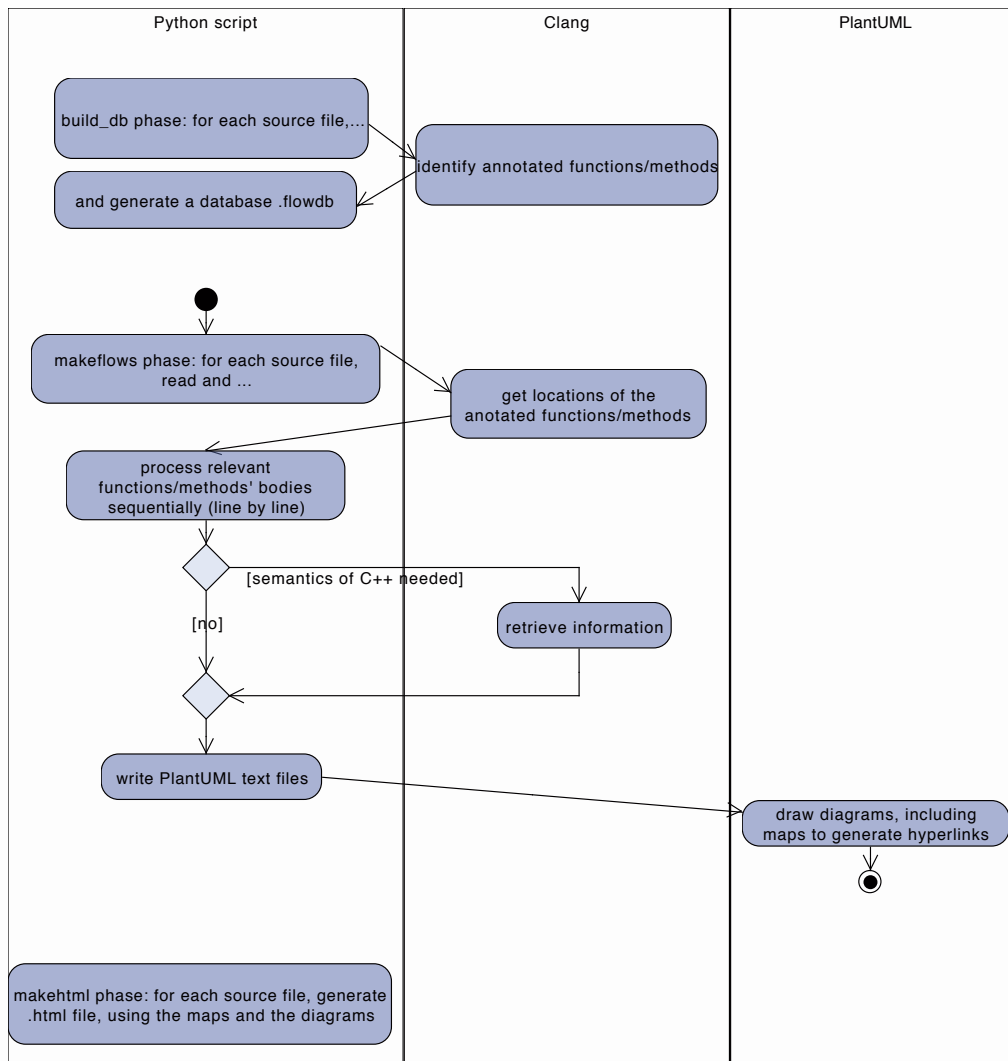 Python script
Clang
PlantUML
build_db phase: for each source file,...
identify annotated functions/methods
and generate a database .flowdb
makeflows phase: for each source file,
read and ...
get locations of the
anotated functions/methods
process relevant
functions/methods' bodies
sequentially (line by line)
[semantics of C++ needed]
[no]
retrieve information
write PlantUML text files
draw diagrams, including
maps to generate hyperlinks
makehtml phase: for each source file, generate
.html file, using the maps and the diagrams